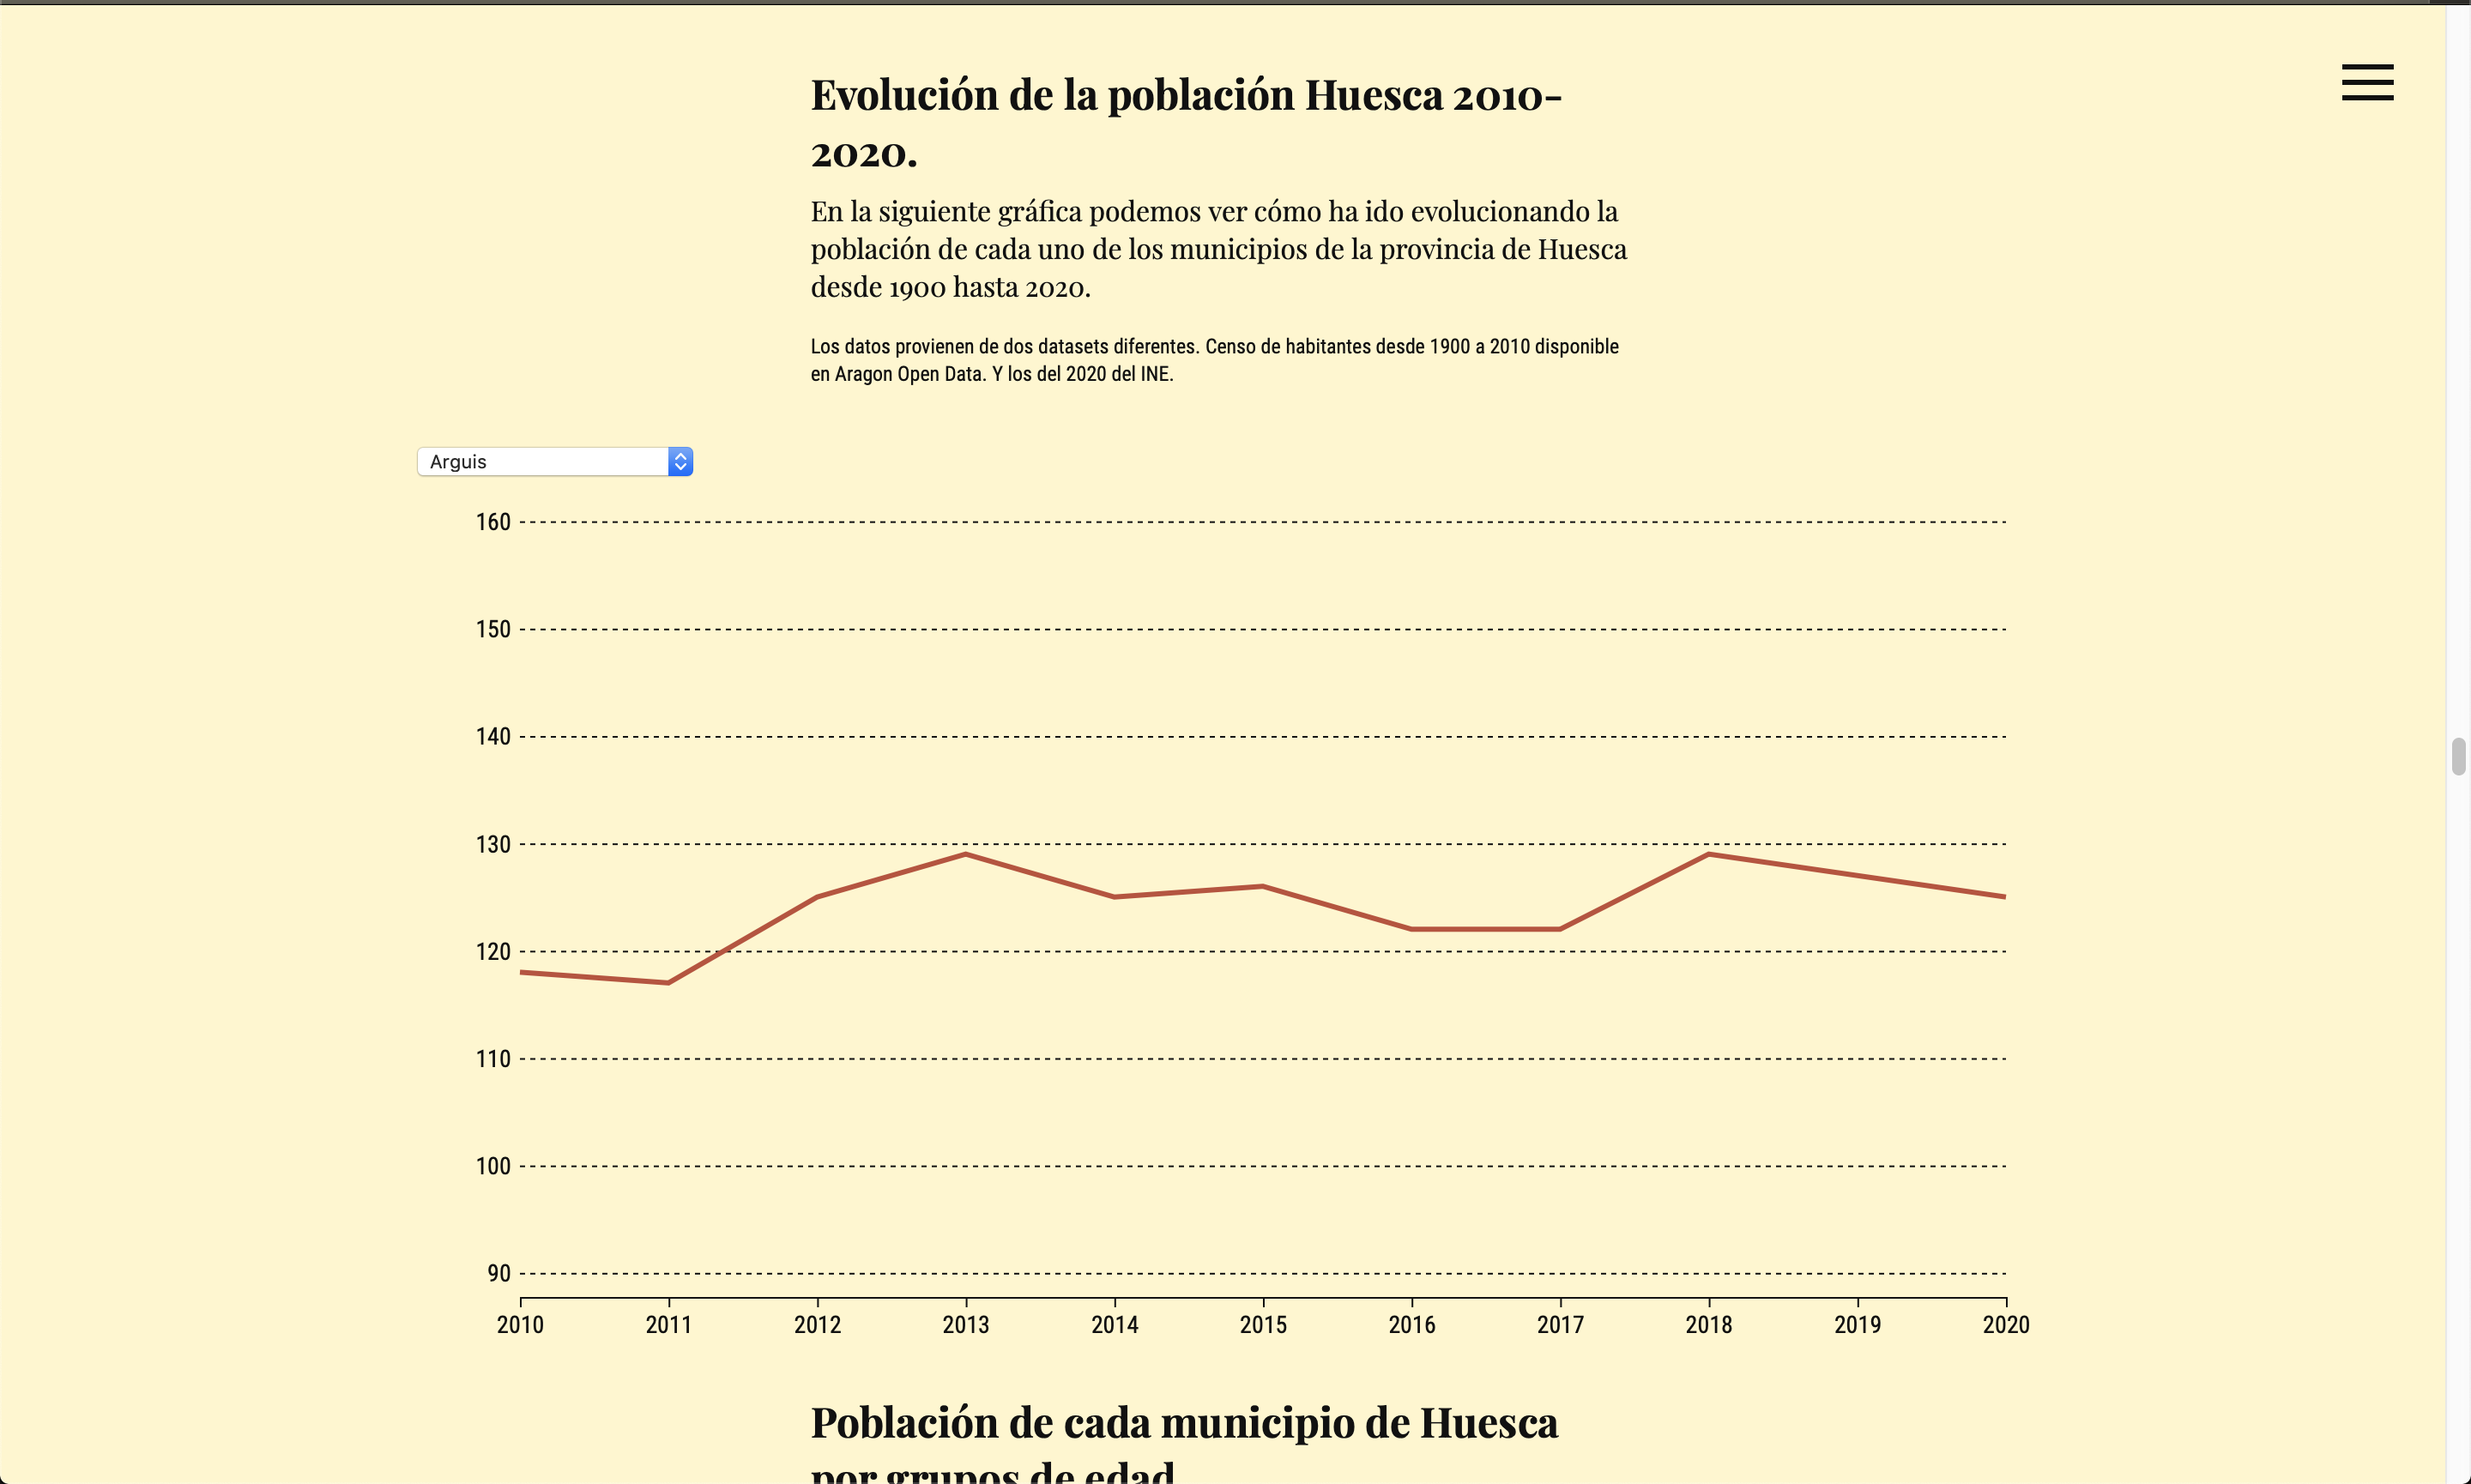 Evolución de la población Huesca 2010-
2020.
En la siguiente gráfica podemos ver cómo ha ido evolucionando la
población de cada uno de los municipios de la provincia de Huesca
desde 1900 hasta 2020.
Los datos provienen de dos datasets diferentes. Censo de habitantes desde 1900 a 2010 disponible
en Aragon Open Data. Y los del 2020 del INE.
Arguis
160
150
140
130
120
110
100
90
2010 2011 2012 2013 2014 2015 2016 2017 2018 2019 2020
Población de cada municipio de Huesca
por grupos de edad